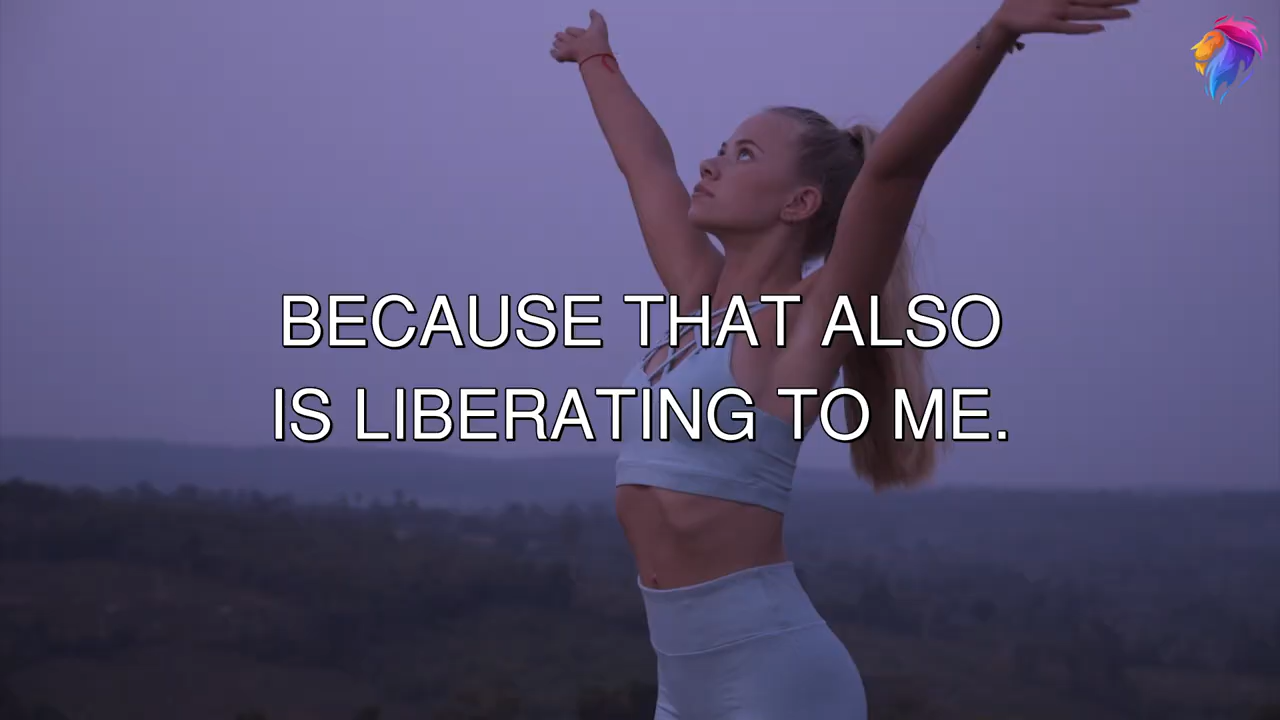 BECAUSE THAT ALSO
IS LIBERATING TO ME.